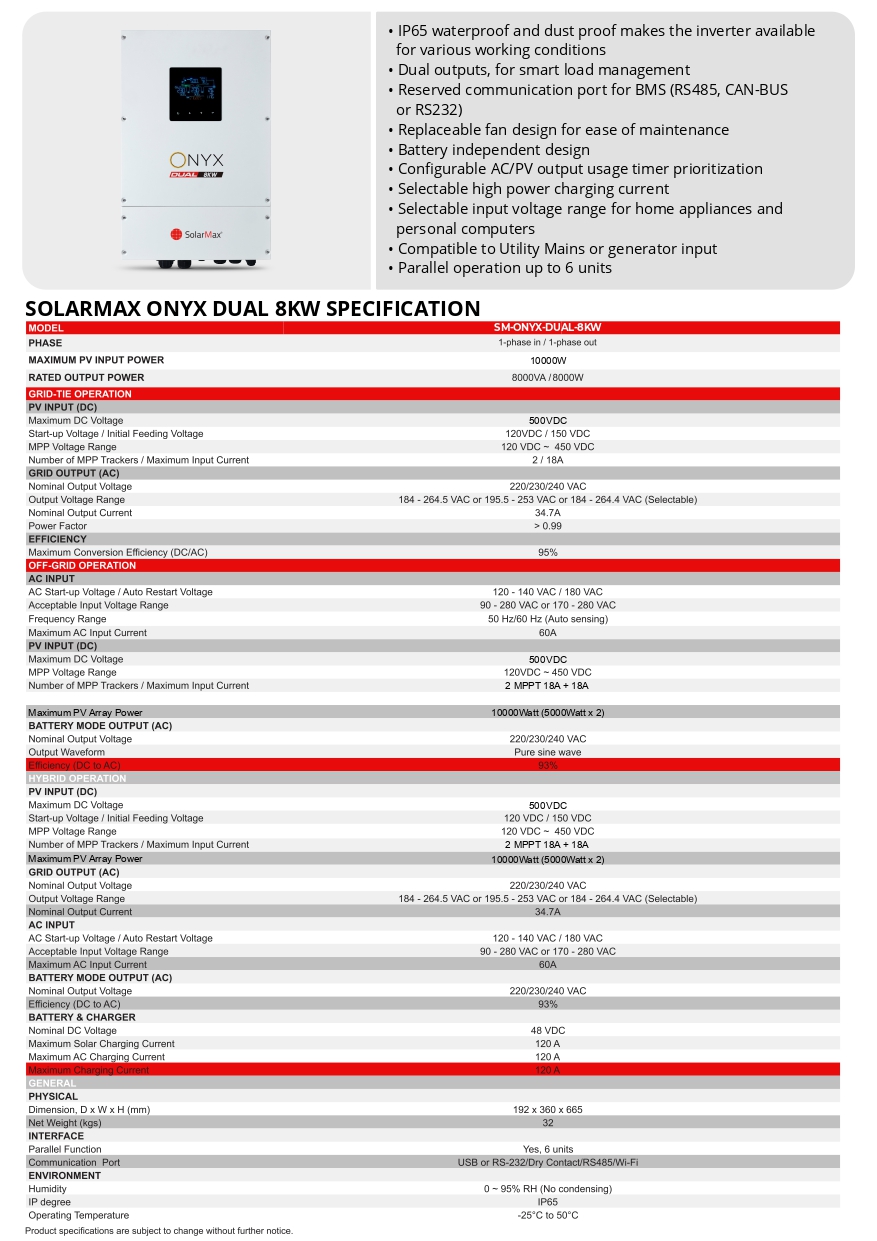 • IP65 waterproof and dust proof makes the inverter available
for various working conditions
• Dual outputs, for smart load management
• Reserved communication port for BMS (RS485, CAN-BUS
or RS232)
• Replaceable fan design for ease of maintenance
• Battery independent design
• Configurable AC/PV output usage timer prioritization
• Selectable high power charging current
• Selectable input voltage range for home appliances and
personal computers
• Compatible to Utility Mains or generator input
• Parallel operation up to 6 units
ONYX
DUAL 8KW
SolarMax
SOLARMAX ONYX DUAL 8KW SPECIFICATION
MODEL SM-ONYX-DUAL-8KW
PHASE 1-phase in / 1-phase out
MAXIMUM PV INPUT POWER 10000W
RATED OUTPUT POWER 8000VA / 8000W
GRID-TIE OPERATION
PV INPUT (DC)
Maximum DC Voltage 500VDC
Start-up Voltage / Initial Feeding Voltage 120VDC / 150 VDC
MPP Voltage Range 120 VDC ~ 450 VDC
Number of MPP Trackers / Maximum Input Current 2 / 18A
GRID OUTPUT (AC)
Nominal Output Voltage 220/230/240 VAC
Output Voltage Range 184 - 264.5 VAC or 195.5 - 253 VAC or 184 - 264.4 VAC (Selectable)
Nominal Output Current 34.7A
Power Factor > 0.99
EFFICIENCY
Maximum Conversion Efficiency (DC/AC) 95%
OFF-GRID OPERATION
AC INPUT
AC Start-up Voltage / Auto Restart Voltage 120 - 140 VAC / 180 VAC
Acceptable Input Voltage Range 90 - 280 VAC or 170 - 280 VAC
Frequency Range 50 Hz/60 Hz (Auto sensing)
Maximum AC Input Current 60A
PV INPUT (DC)
Maximum DC Voltage 500VDC
MPP Voltage Range 120VDC ~ 450 VDC
Number of MPP Trackers / Maximum Input Current 2 MPPT 18A + 18A
Maximum PV Array Power 10000Watt (5000Watt x 2)
BATTERY MODE OUTPUT (AC)
Nominal Output Voltage 220/230/240 VAC
Output Waveform Pure sine wave
Efficiency (DC to AC) 93%
HYBRID OPERATION
PV INPUT (DC)
Maximum DC Voltage 500VDC
Start-up Voltage / Initial Feeding Voltage 120 VDC / 150 VDC
MPP Voltage Range 120 VDC ~ 450 VDC
Number of MPP Trackers / Maximum Input Current 2 MPPT 18A + 18A
Maximum PV Array Power 10000Watt (5000Watt x 2)
GRID OUTPUT (AC)
Nominal Output Voltage 220/230/240 VAC
Output Voltage Range 184 - 264.5 VAC or 195.5 - 253 VAC or 184 - 264.4 VAC (Selectable)
Nominal Output Current 34.7A
AC INPUT
AC Start-up Voltage / Auto Restart Voltage 120 - 140 VAC / 180 VAC
Acceptable Input Voltage Range 90 - 280 VAC or 170 - 280 VAC
Maximum AC Input Current 60A
BATTERY MODE OUTPUT (AC)
Nominal Output Voltage 220/230/240 VAC
Efficiency (DC to AC) 93%
BATTERY & CHARGER
Nominal DC Voltage 48 VDC
Maximum Solar Charging Current 120 A
Maximum AC Charging Current 120 A
Maximum Charging Current 120 A
GENERAL
PHYSICAL
Dimension, D x W x H (mm) 192 x 360 x 665
Net Weight (kgs) 32
INTERFACE
Parallel Function Yes, 6 units
Communication Port USB or RS-232/Dry Contact/RS485/Wi-Fi
ENVIRONMENT
Humidity 0 ~ 95% RH (No condensing)
IP degree IP65
Operating Temperature -25°C to 50°C
Product specifications are subject to change without further notice.